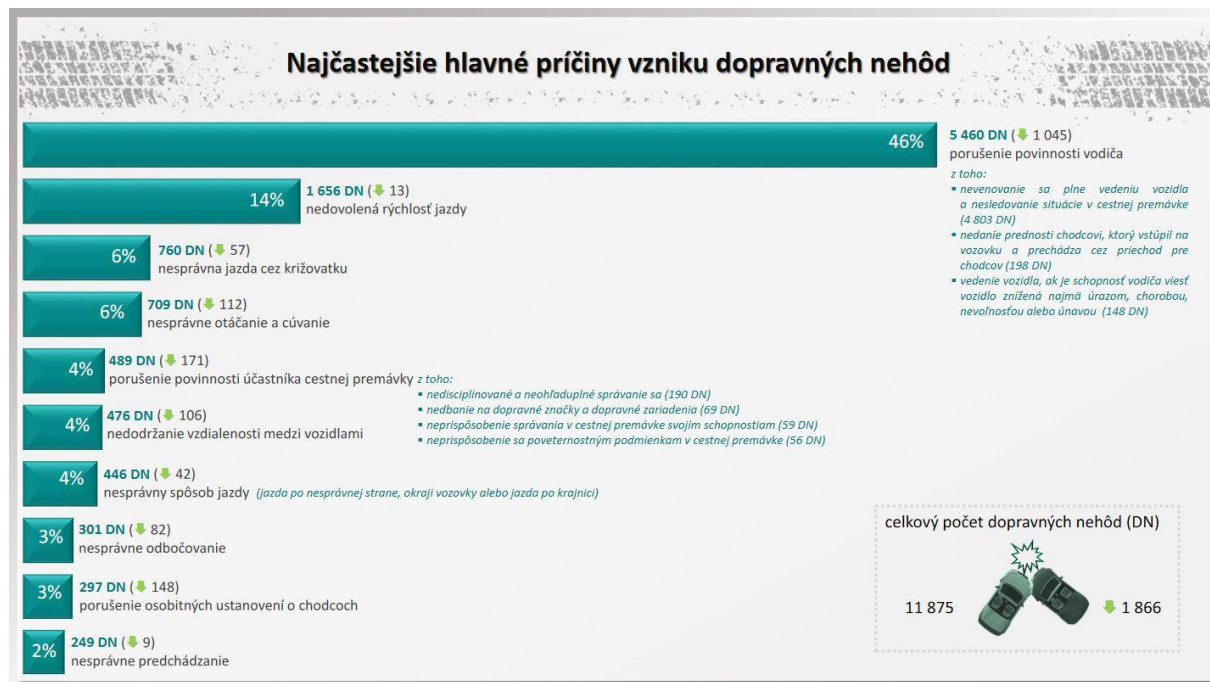 Najčastejšie hlavné príčiny vzniku dopravných nehôd
46%
5 460 DN (🡇 1 045)
porušenie povinnosti vodiča
z toho:
▪ nevenovanie sa plne vedeniu vozidla
a nesledovanie situácie v cestnej premávke
(4 803 DN)
▪ nedanie prednosti chodcovi, ktorý vstúpil na
vozovku a prechádza cez priechod pre
chodcov (198 DN)
▪ vedenie vozidla, ak je schopnosť vodiča viesť
vozidlo znížená najmä úrazom, chorobou,
nevoľnosťou alebo únavou (148 DN)
14%
1 656 DN (🡇 13)
nedovolená rýchlosť jazdy
6%
760 DN (🡇 57)
nesprávna jazda cez križovatku
6%
709 DN (🡇 112)
nesprávne otáčanie a cúvanie
4%
489 DN (🡇 171)
porušenie povinnosti účastníka cestnej premávky z toho:
▪ nedisciplinované a neohľaduplné správanie sa (190 DN)
▪ nedbanie na dopravné značky a dopravné zariadenia (69 DN)
▪ neprispôsobenie správania v cestnej premávke svojim schopnostiam (59 DN)
▪ neprispôsobenie sa poveternostným podmienkam v cestnej premávke (56 DN)
4%
476 DN (🡇 106)
nedodržanie vzdialenosti medzi vozidlami
4%
446 DN (🡇 42)
nesprávny spôsob jazdy (jazda po nesprávnej strane, okraji vozovky alebo jazda po krajnici)
3%
301 DN (🡇 82)
nesprávne odbočovanie
3%
297 DN (🡇 148)
porušenie osobitných ustanovení o chodcoch
2%
249 DN (🡇 9)
nesprávne predchádzanie
celkový počet dopravných nehôd (DN)
11 875
🡇 1 866